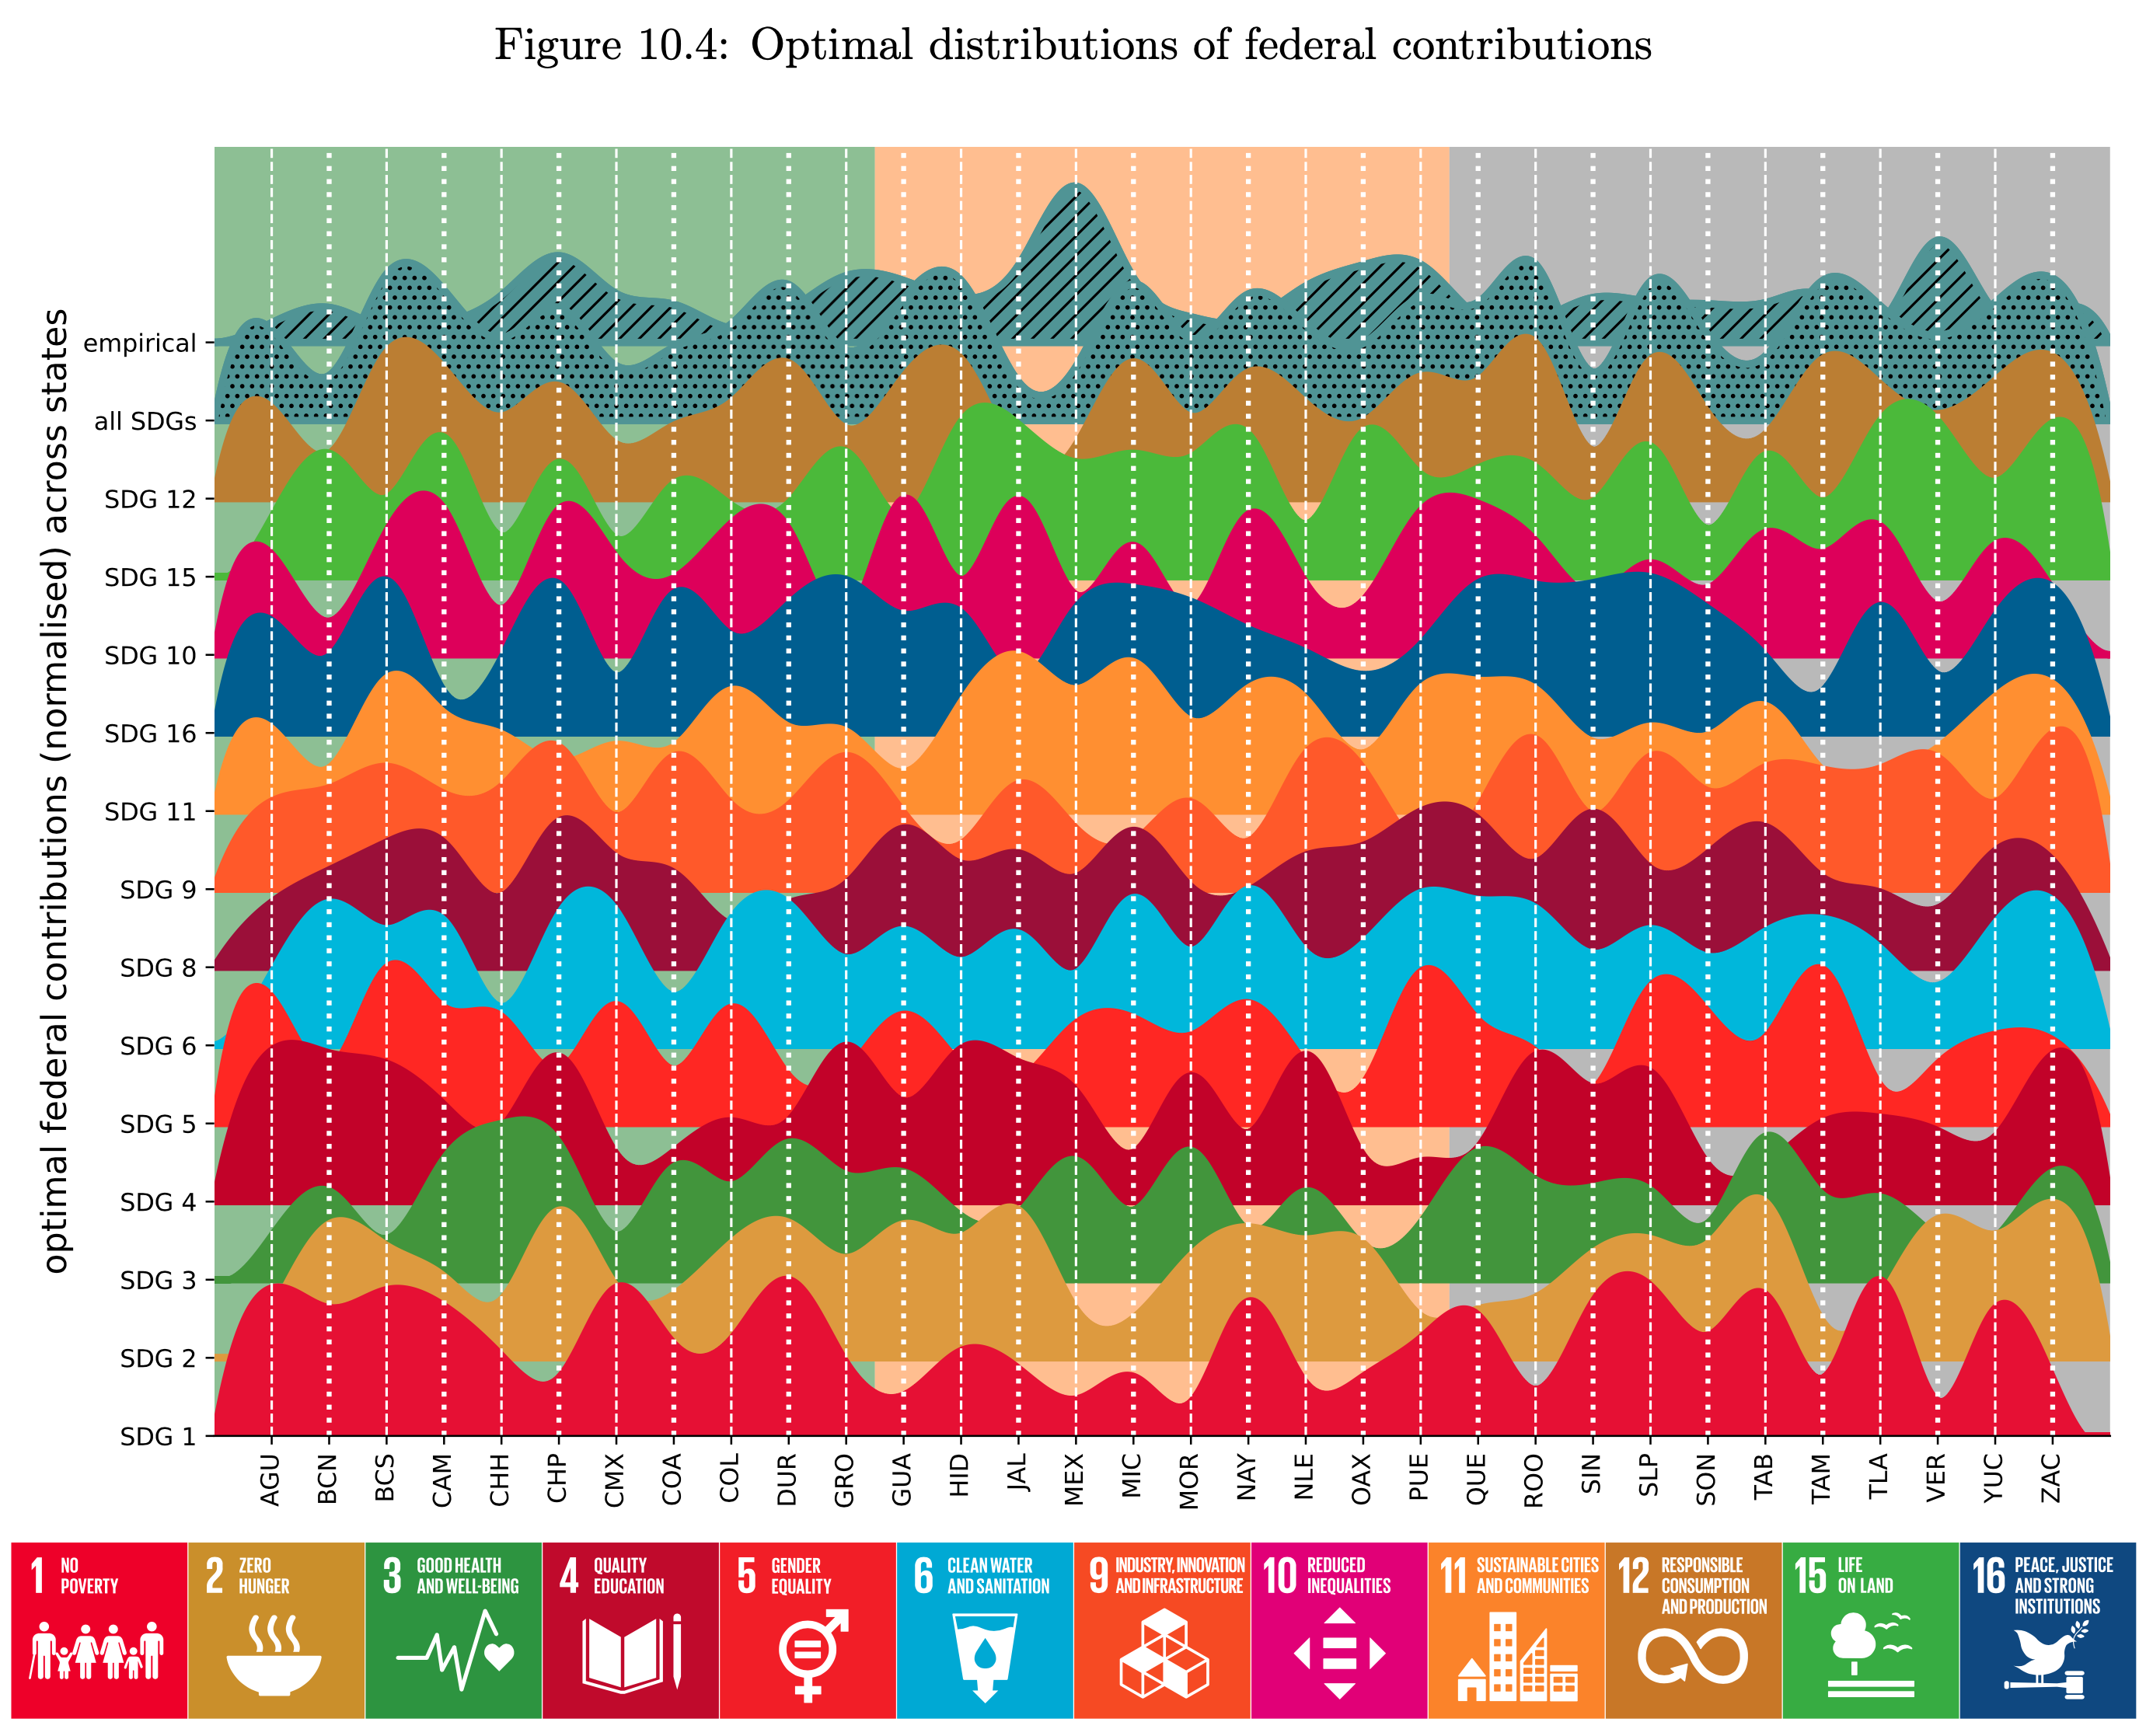 Figure 10.4: Optimal distributions of federal contributions
optimal federal contributions (normalised) across states
empirical
all SDGs
SDG 12
SDG 15
SDG 10
SDG 16
SDG 11
SDG 9
SDG 8
SDG 6
SDG 5
SDG 4
SDG 3
SDG 2
SDG 1
AGU
BCN
BCS
CAM
CHH
CHP
CMX
COA
COL
DUR
GRO
GUA
HID
JAL
MEX
MIC
MOR
NAY
NLE
OAX
PUE
QUE
ROO
SIN
SLP
SON
TAB
TAM
TLA
VER
YUC
ZAC
1 NO
POVERTY
2 ZERO
HUNGER
3 GOOD HEALTH
AND WELL-BEING
4 QUALITY
EDUCATION
5 GENDER
EQUALITY
6 CLEAN WATER
AND SANITATION
9 INDUSTRY, INNOVATION
AND INFRASTRUCTURE
10 REDUCED
INEQUALITIES
11 SUSTAINABLE CITIES
AND COMMUNITIES
12 RESPONSIBLE
CONSUMPTION
AND PRODUCTION
15 LIFE
ON LAND
16 PEACE, JUSTICE
AND STRONG
INSTITUTIONS